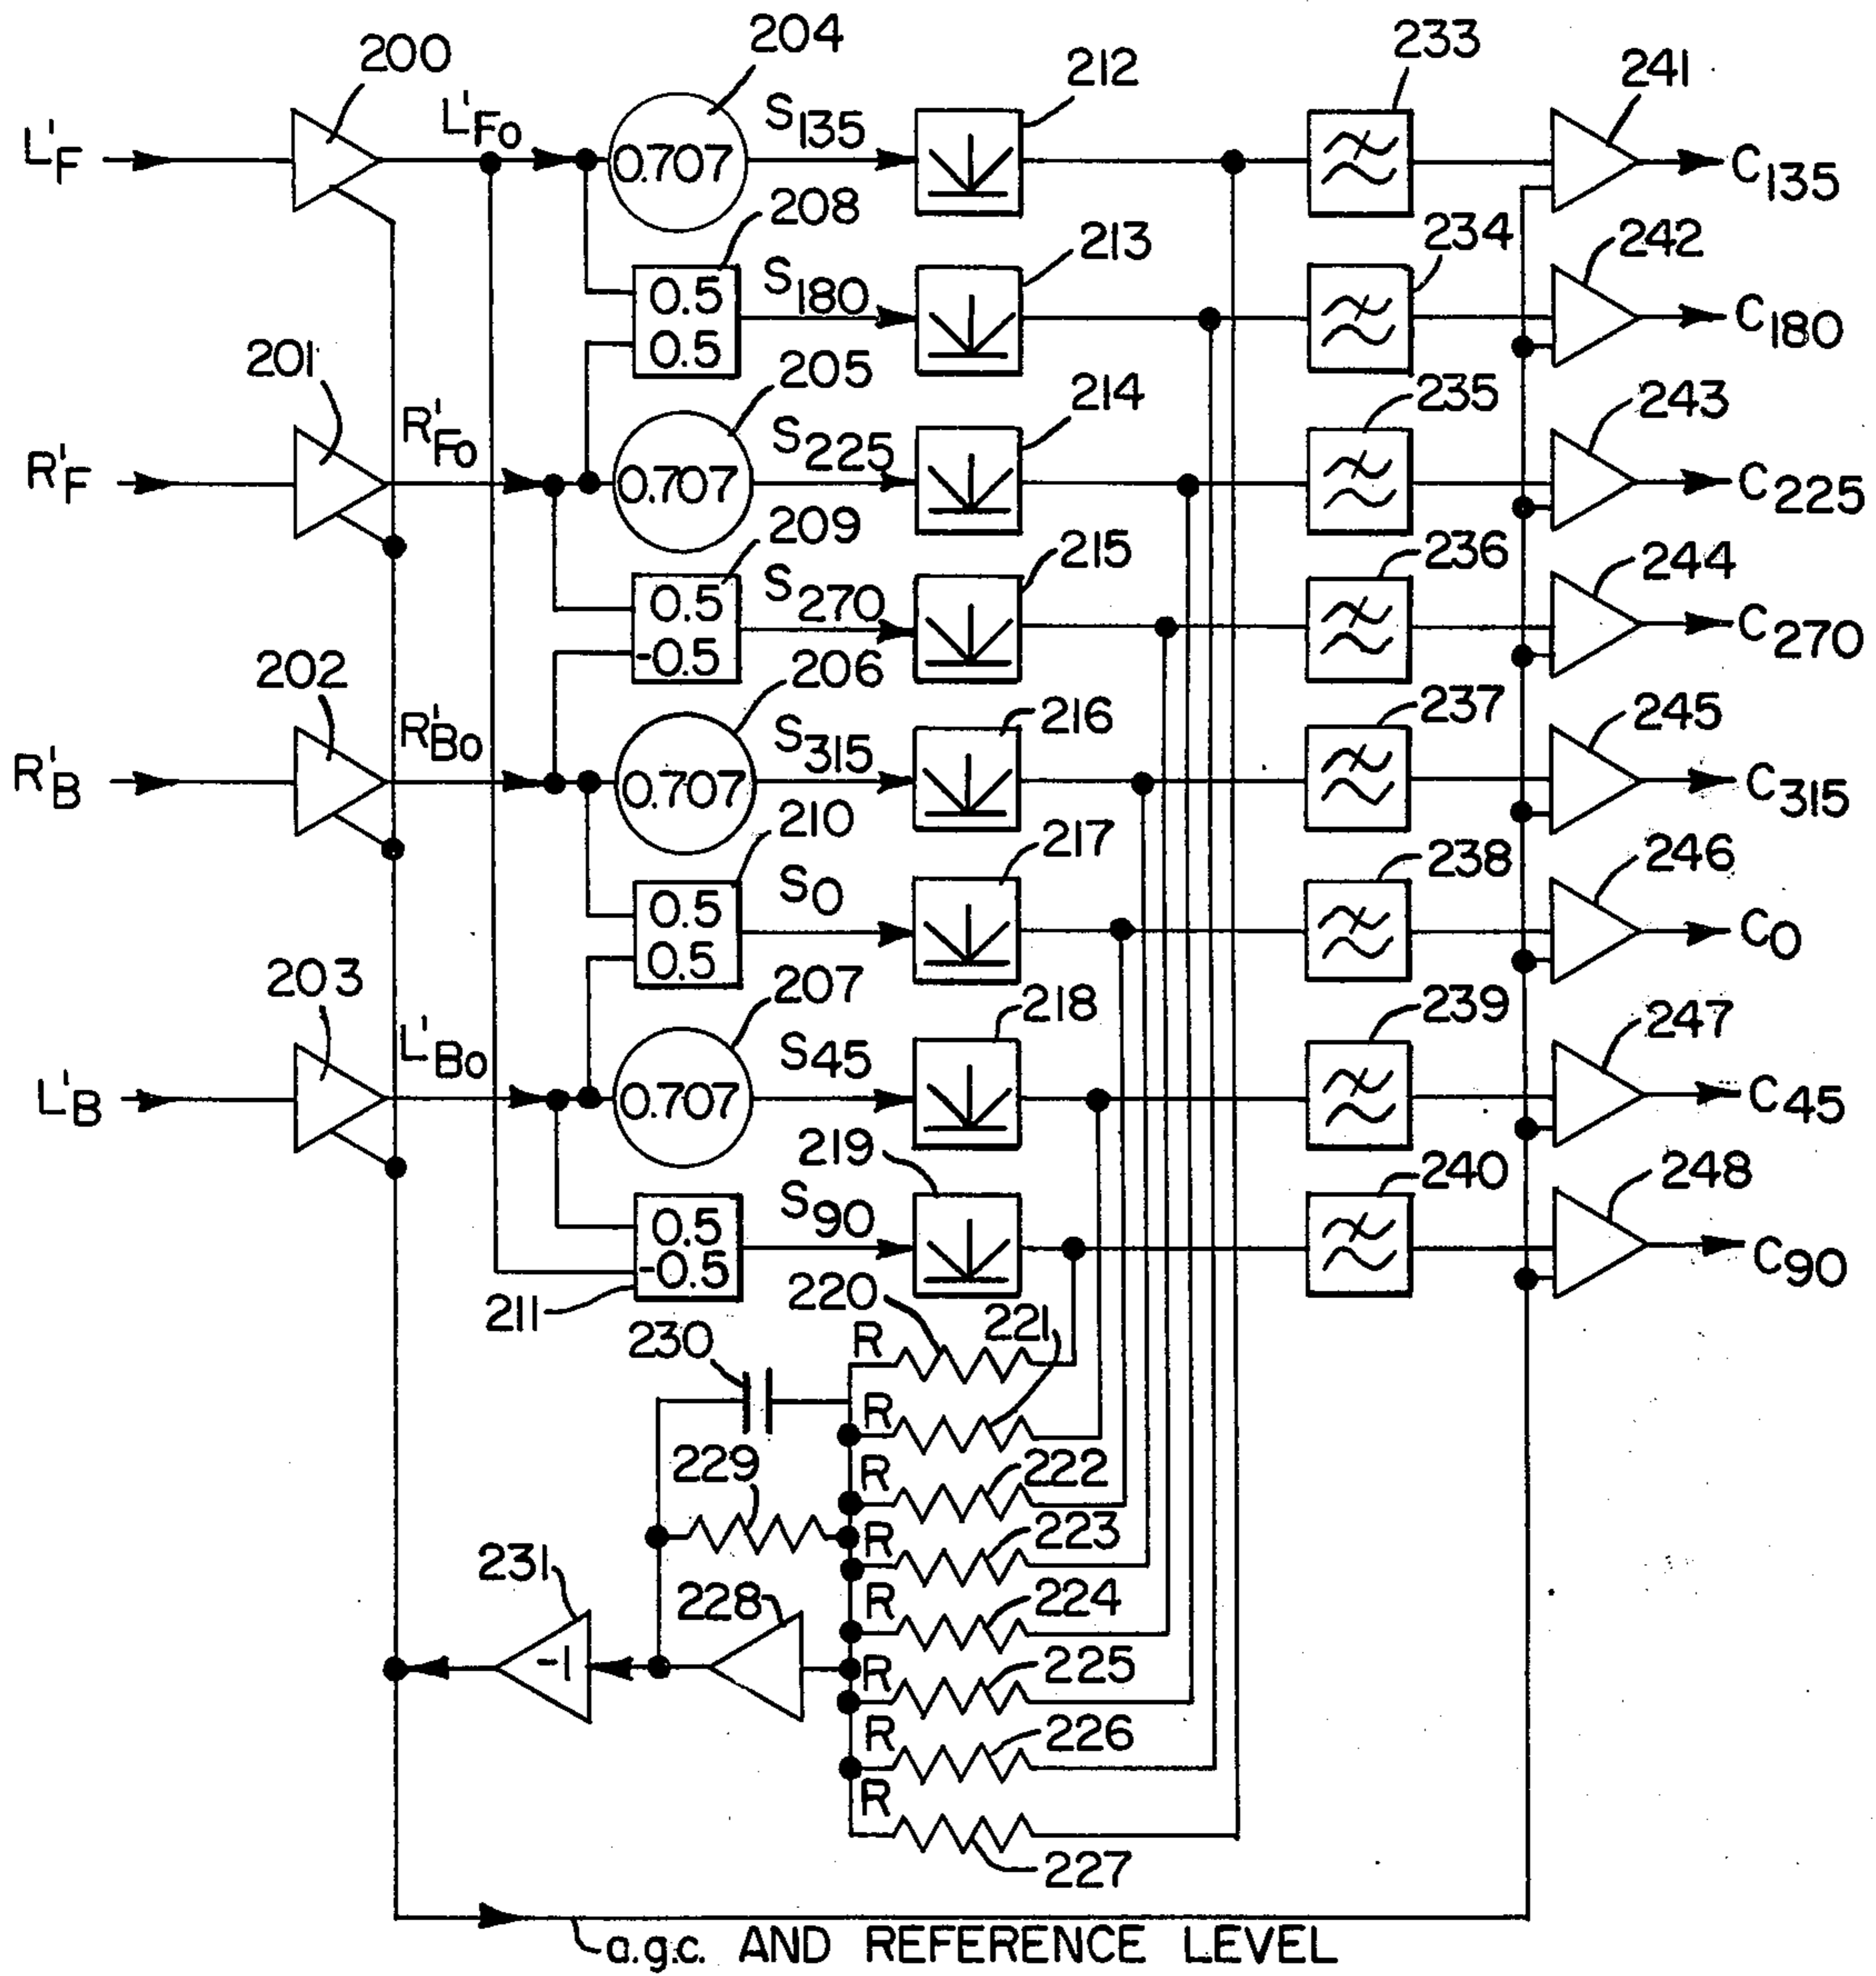 200
204
212
233
241
L'F
L'Fo
0.707
S135
C135
208
213
234
242
0.5
0.5
S180
C180
201
205
214
235
243
R'F
R'Fo
0.707
S225
C225
209
215
236
244
0.5
-0.5
S270
C270
202
206
216
237
245
R'B
R'Bo
0.707
S315
C315
210
217
238
246
0.5
0.5
S0
C0
203
207
218
239
247
L'B
L'Bo
0.707
S45
C45
219
240
248
0.5
-0.5
S90
C90
211
220
221
230
R
R
229
R
222
R
223
231
228
R
224
-1
R
225
R
226
R
227
a.g.c. AND REFERENCE LEVEL